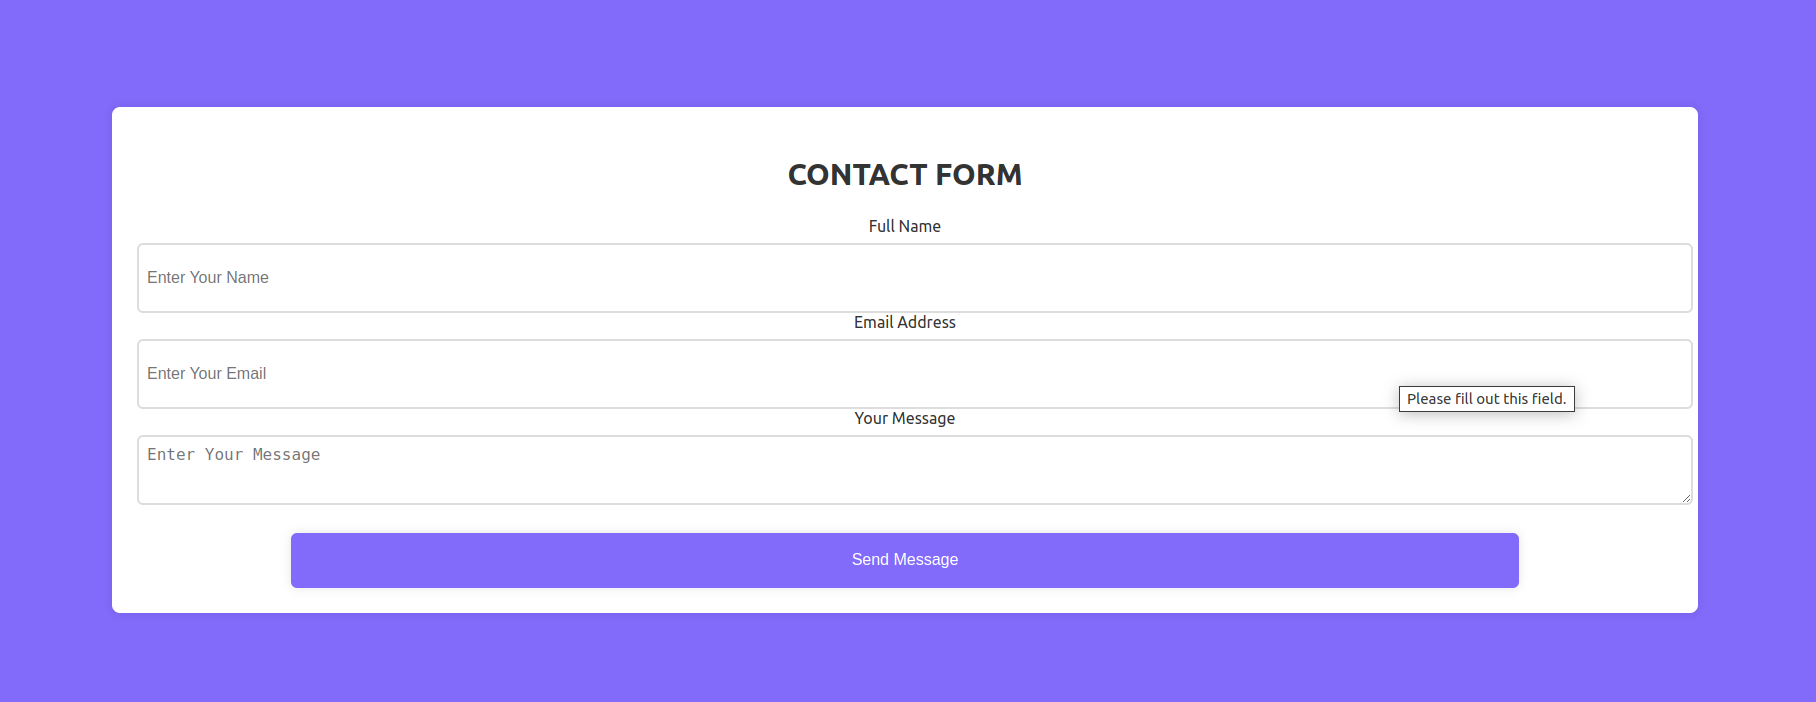 CONTACT FORM
Full Name
Enter Your Name
Email Address
Enter Your Email
Please fill out this field.
Your Message
Enter Your Message
Send Message